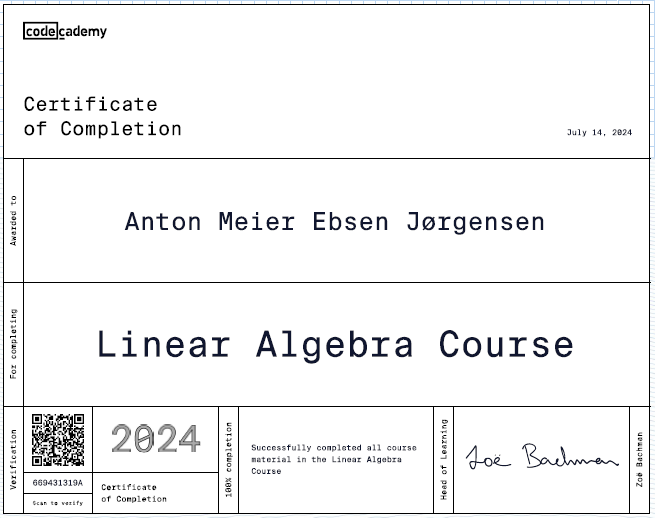 codecademy
Certificate
of Completion
July 14, 2024
Awarded to
Anton Meier Ebsen Jørgensen
For completing
Linear Algebra Course
Verification
669431319A
Scan to verify
2024
Certificate
of Completion
100% completion
Successfully completed all course
material in the Linear Algebra
Course
Head of Learning
Zoë Bachman
Zoë Bachman